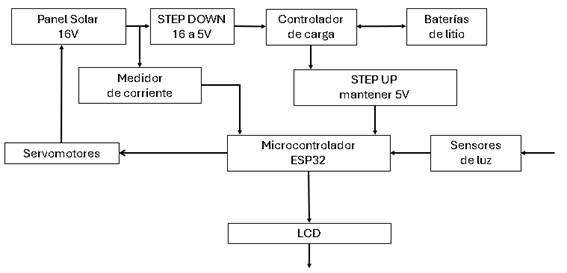 Panel Solar
16V
STEP DOWN
16 a 5V
Controlador
de carga
Baterías
de litio
Medidor
de corriente
STEP UP
mantener 5V
Servomotores
Microcontrolador
ESP32
Sensores
de luz
LCD